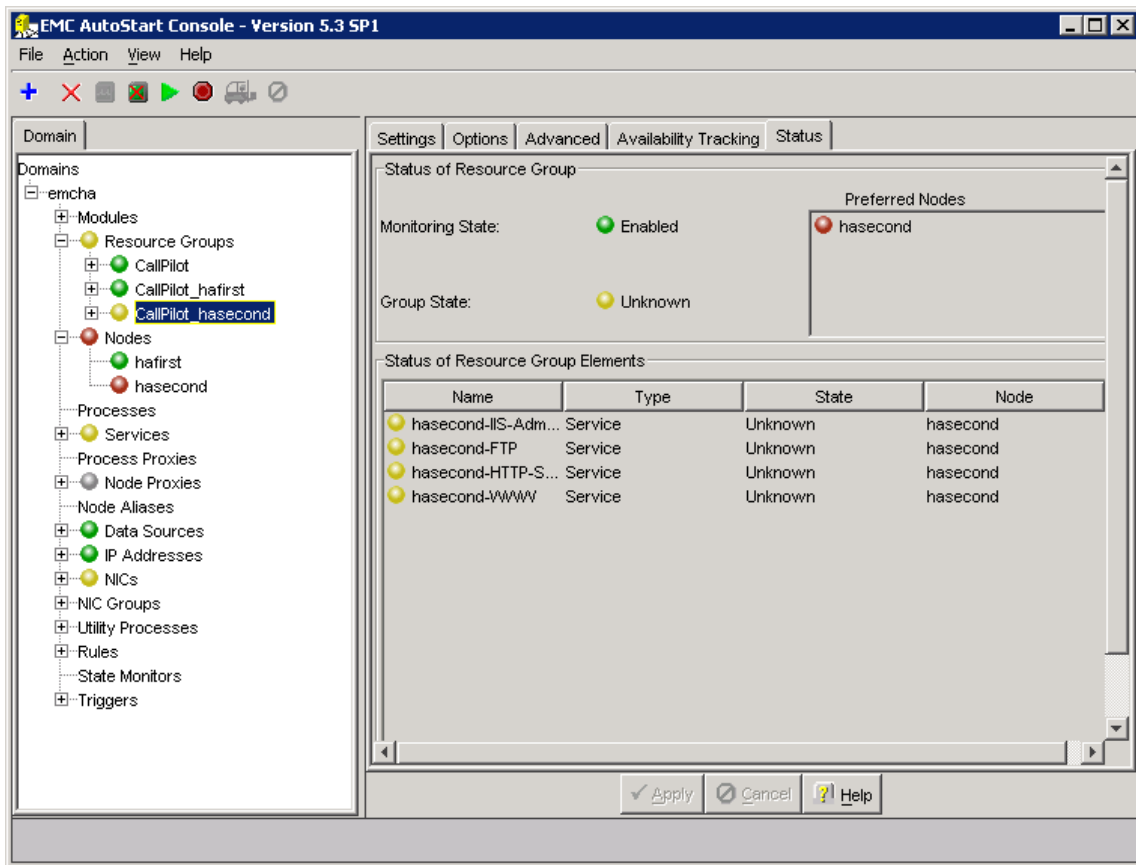 EMC AutoStart Console - Version 5.3 SP1
File Action View Help
Domain
Settings Options Advanced Availability Tracking Status
Domains
emcha
Modules
Resource Groups
CallPilot
CallPilot_hafirst
CallPilot_hasecond
Nodes
hafirst
hasecond
Processes
Services
Process Proxies
Node Proxies
Node Aliases
Data Sources
IP Addresses
NICs
NIC Groups
Utility Processes
Rules
State Monitors
Triggers
Status of Resource Group
Preferred Nodes
Monitoring State: Enabled hasecond
Group State: Unknown
Status of Resource Group Elements
Name Type State Node
hasecond-IIS-Adm... Service Unknown hasecond
hasecond-FTP Service Unknown hasecond
hasecond-HTTP-S... Service Unknown hasecond
hasecond-WWW Service Unknown hasecond
Apply Cancel Help